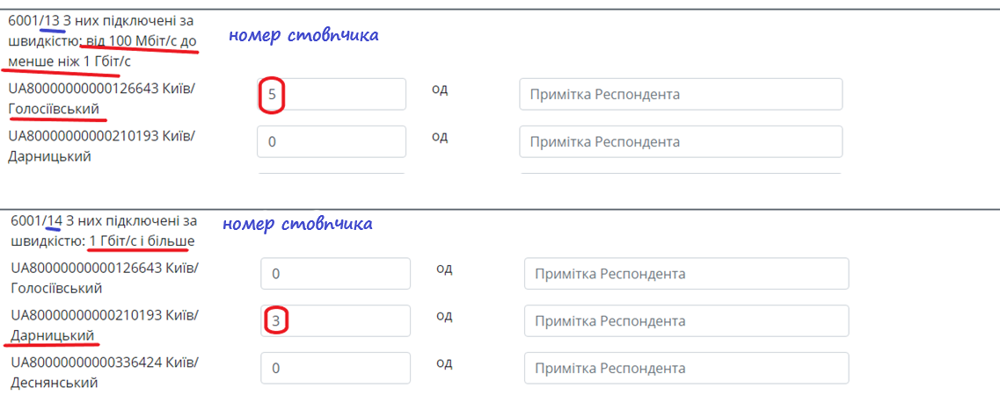 6001/13 З них підключені за
швидкістю: від 100 Мбіт/с до
менше ніж 1 Гбіт/с
номер стовпчика
UA80000000000126643 Київ/
Голосіївський
5
од
Примітка Респондента
UA80000000000210193 Київ/
Дарницький
0
од
Примітка Респондента
6001/14 З них підключені за
швидкістю: 1 Гбіт/с і більше
номер стовпчика
UA80000000000126643 Київ/
Голосіївський
0
од
Примітка Респондента
UA80000000000210193 Київ/
Дарницький
3
од
Примітка Респондента
UA80000000000336424 Київ/
Деснянський
0
од
Примітка Респондента